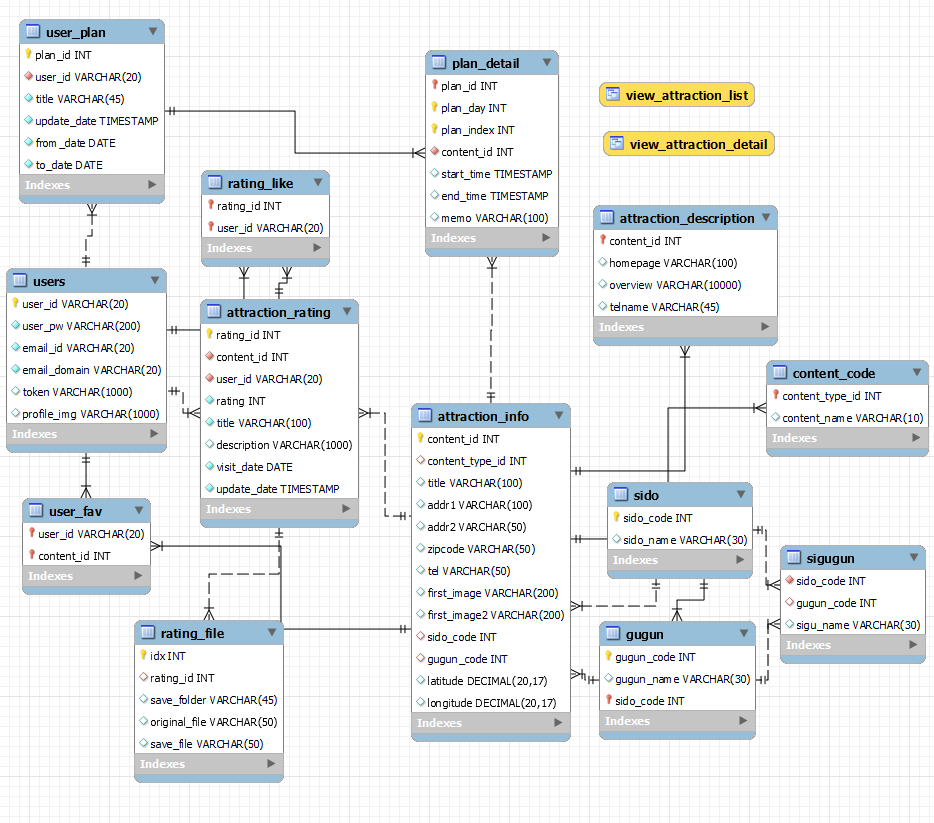 user_plan
plan_id INT
user_id VARCHAR(20)
title VARCHAR(45)
update_date TIMESTAMP
from _date DATE
to_date DATE
Indexes
plan_detail
plan_id INT
plan_day INT
plan_index INT
content_id INT
start_time TIMESTAMP
end_time TIMESTAMP
memo VARCHAR(100)
Indexes
view_attraction_list
view_attraction_detail
rating_like
rating_id INT
user_id VARCHAR(20)
Indexes
attraction_description
content_id INT
homepage VARCHAR(100)
overview VARCHAR(10000)
telname VARCHAR(45)
Indexes
users
user_id VARCHAR(20)
user_pw VARCHAR(200)
email_id VARCHAR(20)
email_domain VARCHAR(20)
token VARCHAR(1000)
profile_img VARCHAR(1000)
Indexes
attraction_rating
rating_id INT
content_id INT
user_id VARCHAR(20)
rating INT
title VARCHAR(100)
description VARCHAR(1000)
visit_date DATE
update_date TIMESTAMP
Indexes
content_code
content_type_id INT
content_name VARCHAR(10)
Indexes
attraction_info
content_id INT
content_type_id INT
title VARCHAR(100)
addr1 VARCHAR(100)
addr2 VARCHAR(50)
zipcode VARCHAR(50)
tel VARCHAR(50)
first_image VARCHAR(200)
first_image2 VARCHAR(200)
sido_code INT
gugun_code INT
latitude DECIMAL(20,17)
longitude DECIMAL(20,17)
Indexes
sido
sido_code INT
sido_name VARCHAR(30)
Indexes
user_fav
user_id VARCHAR(20)
content_id INT
Indexes
sigugun
sido_code INT
gugun_code INT
sigu_name VARCHAR(30)
Indexes
rating_file
idx INT
rating_id INT
save_folder VARCHAR(45)
original_file VARCHAR(50)
save_file VARCHAR(50)
Indexes
gugun
gugun_code INT
gugun_name VARCHAR(30)
sido_code INT
Indexes